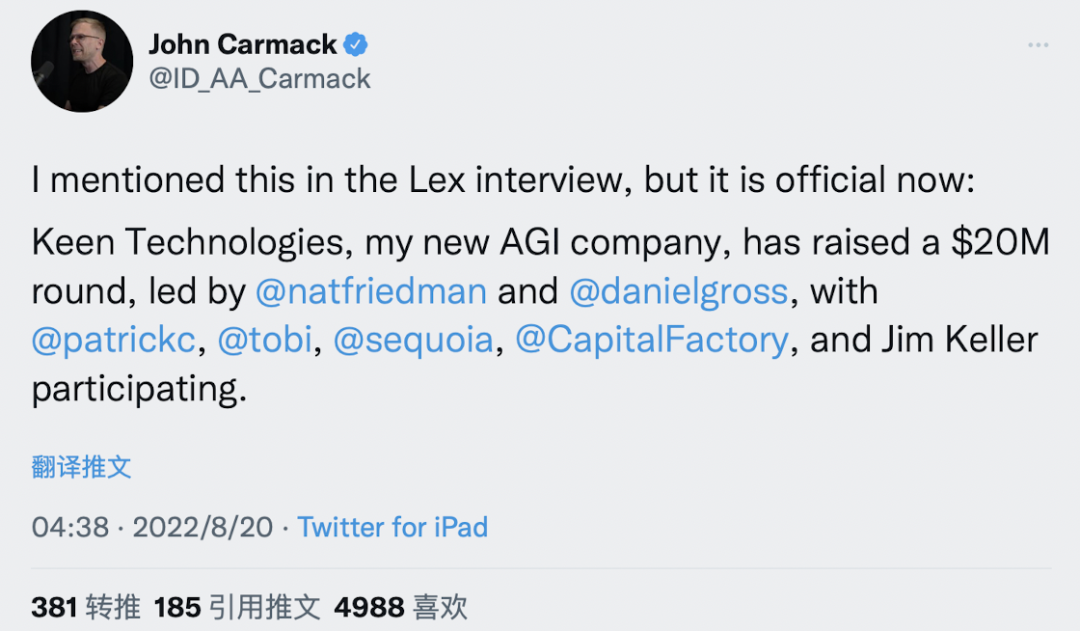 John Carmack
@ID_AA_Carmack
I mentioned this in the Lex interview, but it is official now:
Keen Technologies, my new AGI company, has raised a $20M
round, led by @natfriedman and @danielgross, with
@patrickc, @tobi, @sequoia, @CapitalFactory, and Jim Keller
participating.
翻译推文
04:38 · 2022/8/20 · Twitter for iPad
381 转推 185 引用推文 4988 喜欢